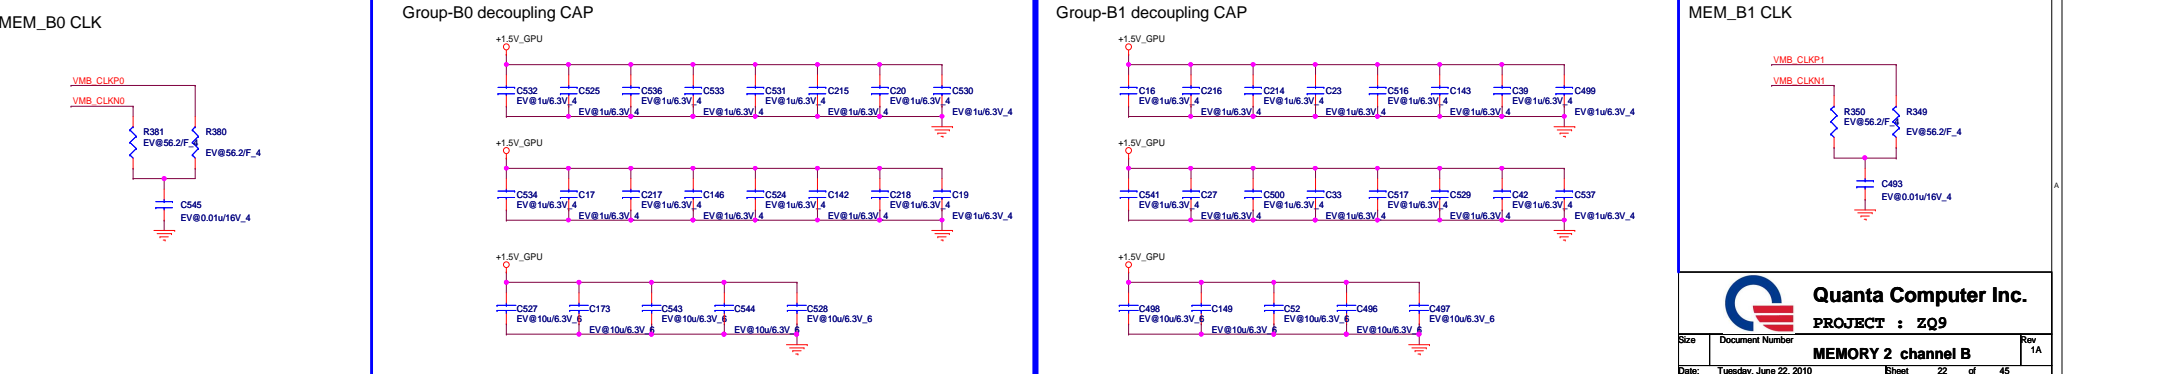 MEM_B0 CLK
VMB_CLKP0
VMB_CLKN0
R381
EV@56.2/F_4
R380
EV@56.2/F_4
C545
EV@0.01u/16V_4
Group-B0 decoupling CAP
+1.5V_GPU
C532
EV@1u/6.3V_4
C525
EV@1u/6.3V_4
C536
EV@1u/6.3V_4
C533
EV@1u/6.3V_4
C531
EV@1u/6.3V_4
C215
EV@1u/6.3V_4
C20
EV@1u/6.3V_4
C530
EV@1u/6.3V_4
+1.5V_GPU
C534
EV@1u/6.3V_4
C17
EV@1u/6.3V_4
C217
EV@1u/6.3V_4
C146
EV@1u/6.3V_4
C524
EV@1u/6.3V_4
C142
EV@1u/6.3V_4
C218
EV@1u/6.3V_4
C19
EV@1u/6.3V_4
+1.5V_GPU
C527
EV@10u/6.3V_6
C173
EV@10u/6.3V_6
C543
EV@10u/6.3V_6
C544
EV@10u/6.3V_6
C528
EV@10u/6.3V_6
Group-B1 decoupling CAP
+1.5V_GPU
C16
EV@1u/6.3V_4
C216
EV@1u/6.3V_4
C214
EV@1u/6.3V_4
C23
EV@1u/6.3V_4
C516
EV@1u/6.3V_4
C143
EV@1u/6.3V_4
C39
EV@1u/6.3V_4
C499
EV@1u/6.3V_4
+1.5V_GPU
C541
EV@1u/6.3V_4
C27
EV@1u/6.3V_4
C500
EV@1u/6.3V_4
C33
EV@1u/6.3V_4
C517
EV@1u/6.3V_4
C529
EV@1u/6.3V_4
C42
EV@1u/6.3V_4
C537
EV@1u/6.3V_4
+1.5V_GPU
C498
EV@10u/6.3V_6
C149
EV@10u/6.3V_6
C52
EV@10u/6.3V_6
C496
EV@10u/6.3V_6
C497
EV@10u/6.3V_6
MEM_B1 CLK
VMB_CLKP1
VMB_CLKN1
R350
EV@56.2/F_4
R349
EV@56.2/F_4
C493
EV@0.01u/16V_4
A
Quanta Computer Inc.
PROJECT : ZQ9
Size Document Number Rev
MEMORY 2 channel B 1A
Date: Tuesday, June 22, 2010 Sheet 22 of 45